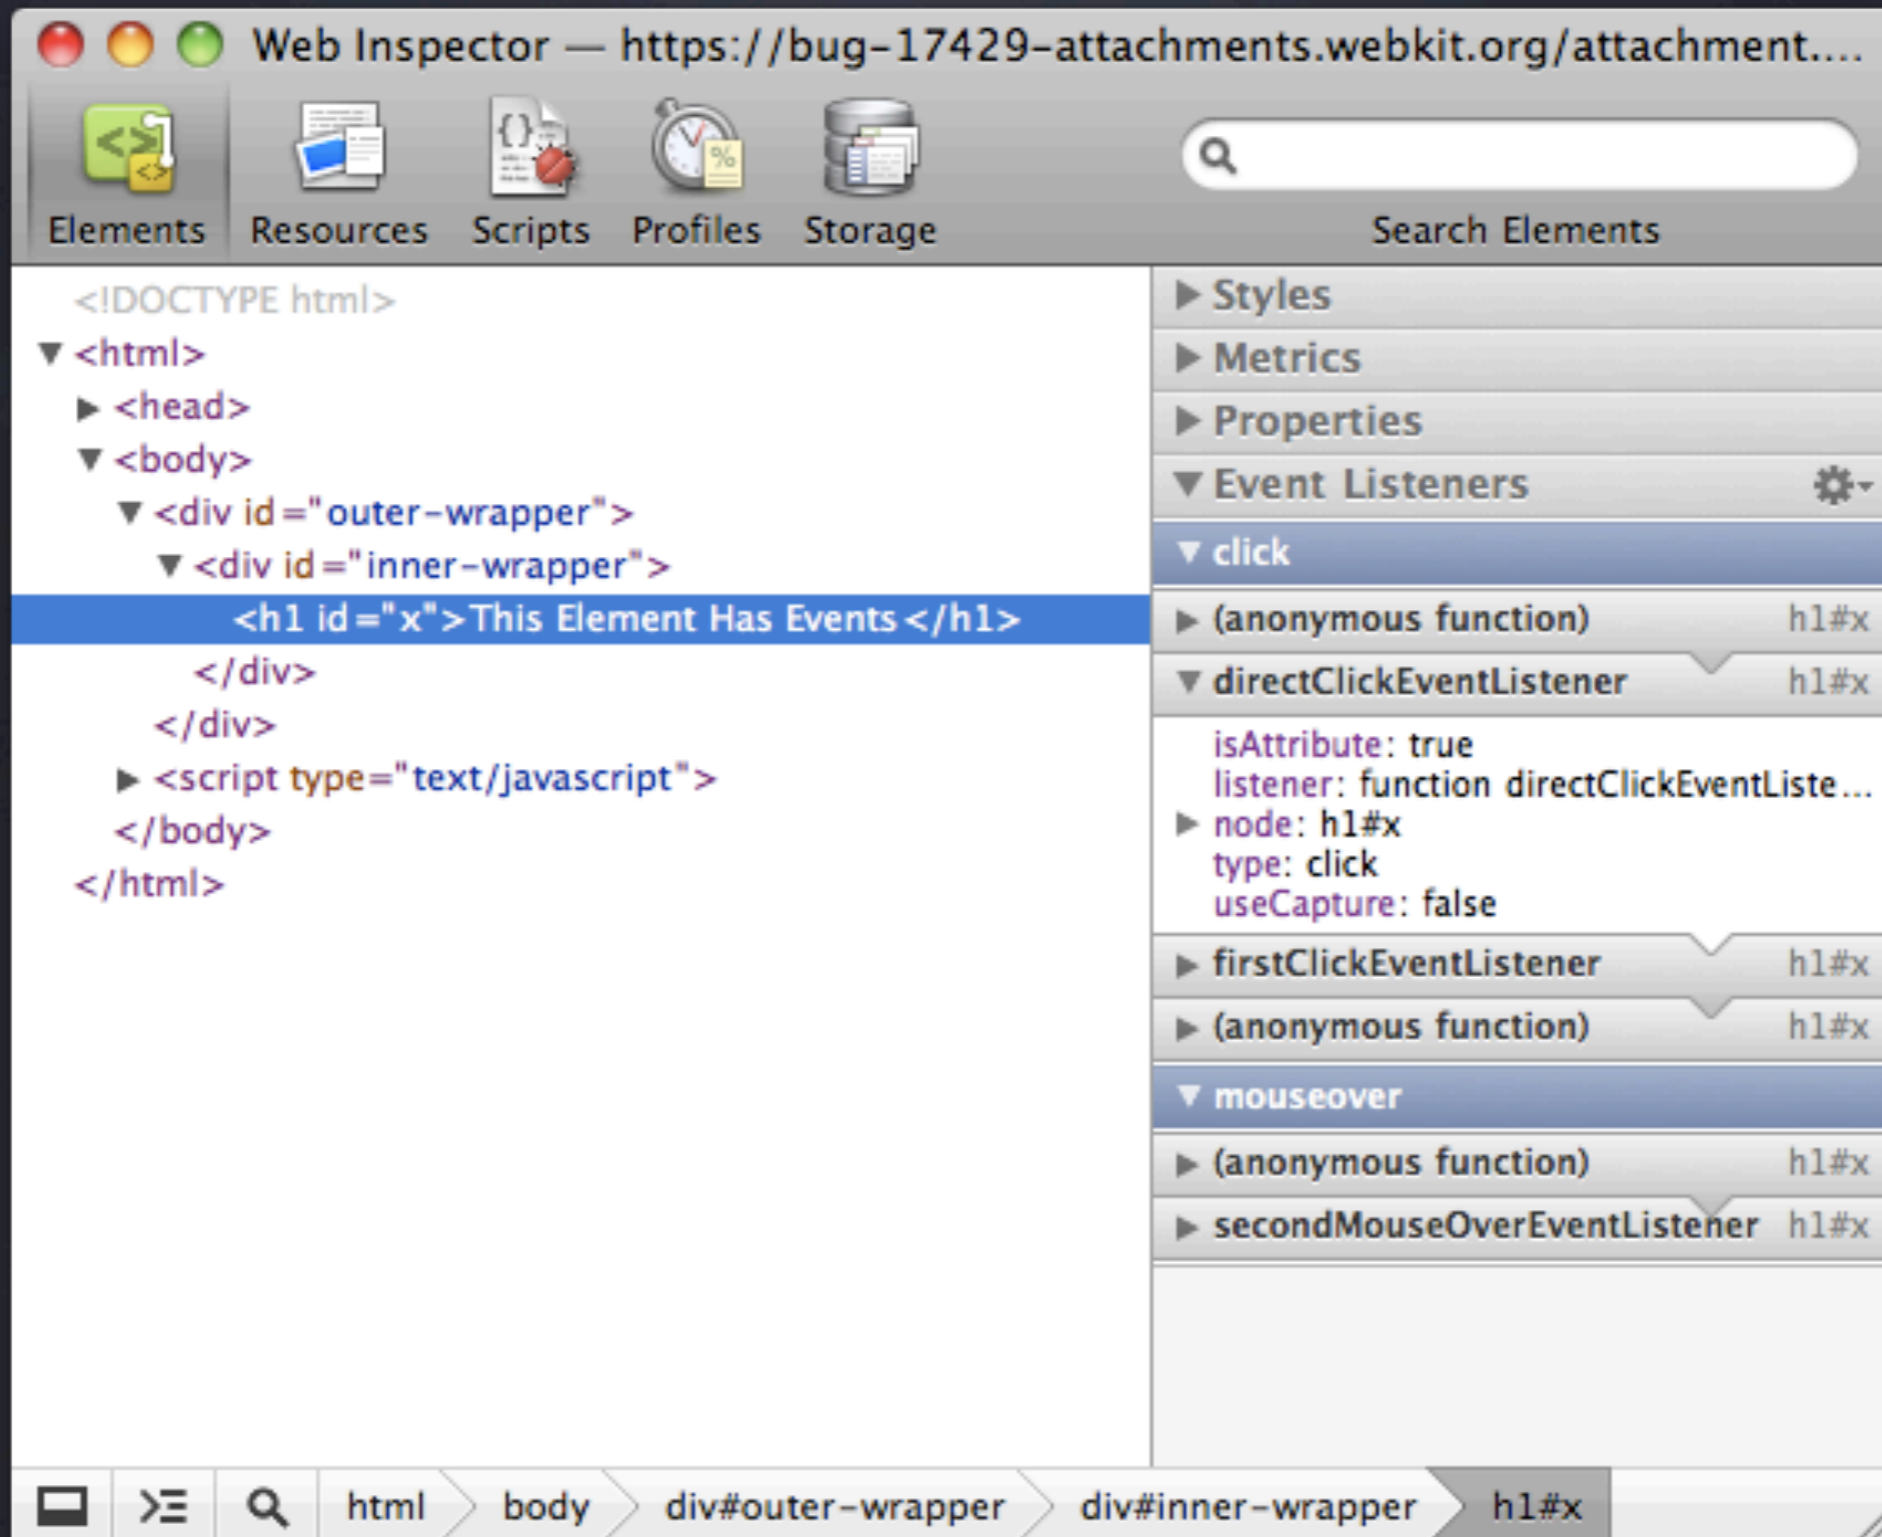 Web Inspector — https://bug-17429-attachments.webkit.org/attachment.…
Elements Resources Scripts Profiles Storage Search Elements
<!DOCTYPE html>
<html>
<head>
<body>
<div id="outer-wrapper">
<div id="inner-wrapper">
<h1 id="x">This Element Has Events</h1>
</div>
</div>
<script type="text/javascript">
</body>
</html>
Styles
Metrics
Properties
Event Listeners
click
(anonymous function) h1#x
directClickEventListener h1#x
isAttribute: true
listener: function directClickEventListe…
node: h1#x
type: click
useCapture: false
firstClickEventListener h1#x
(anonymous function) h1#x
mouseover
(anonymous function) h1#x
secondMouseOverEventListener h1#x
html body div#outer-wrapper div#inner-wrapper h1#x